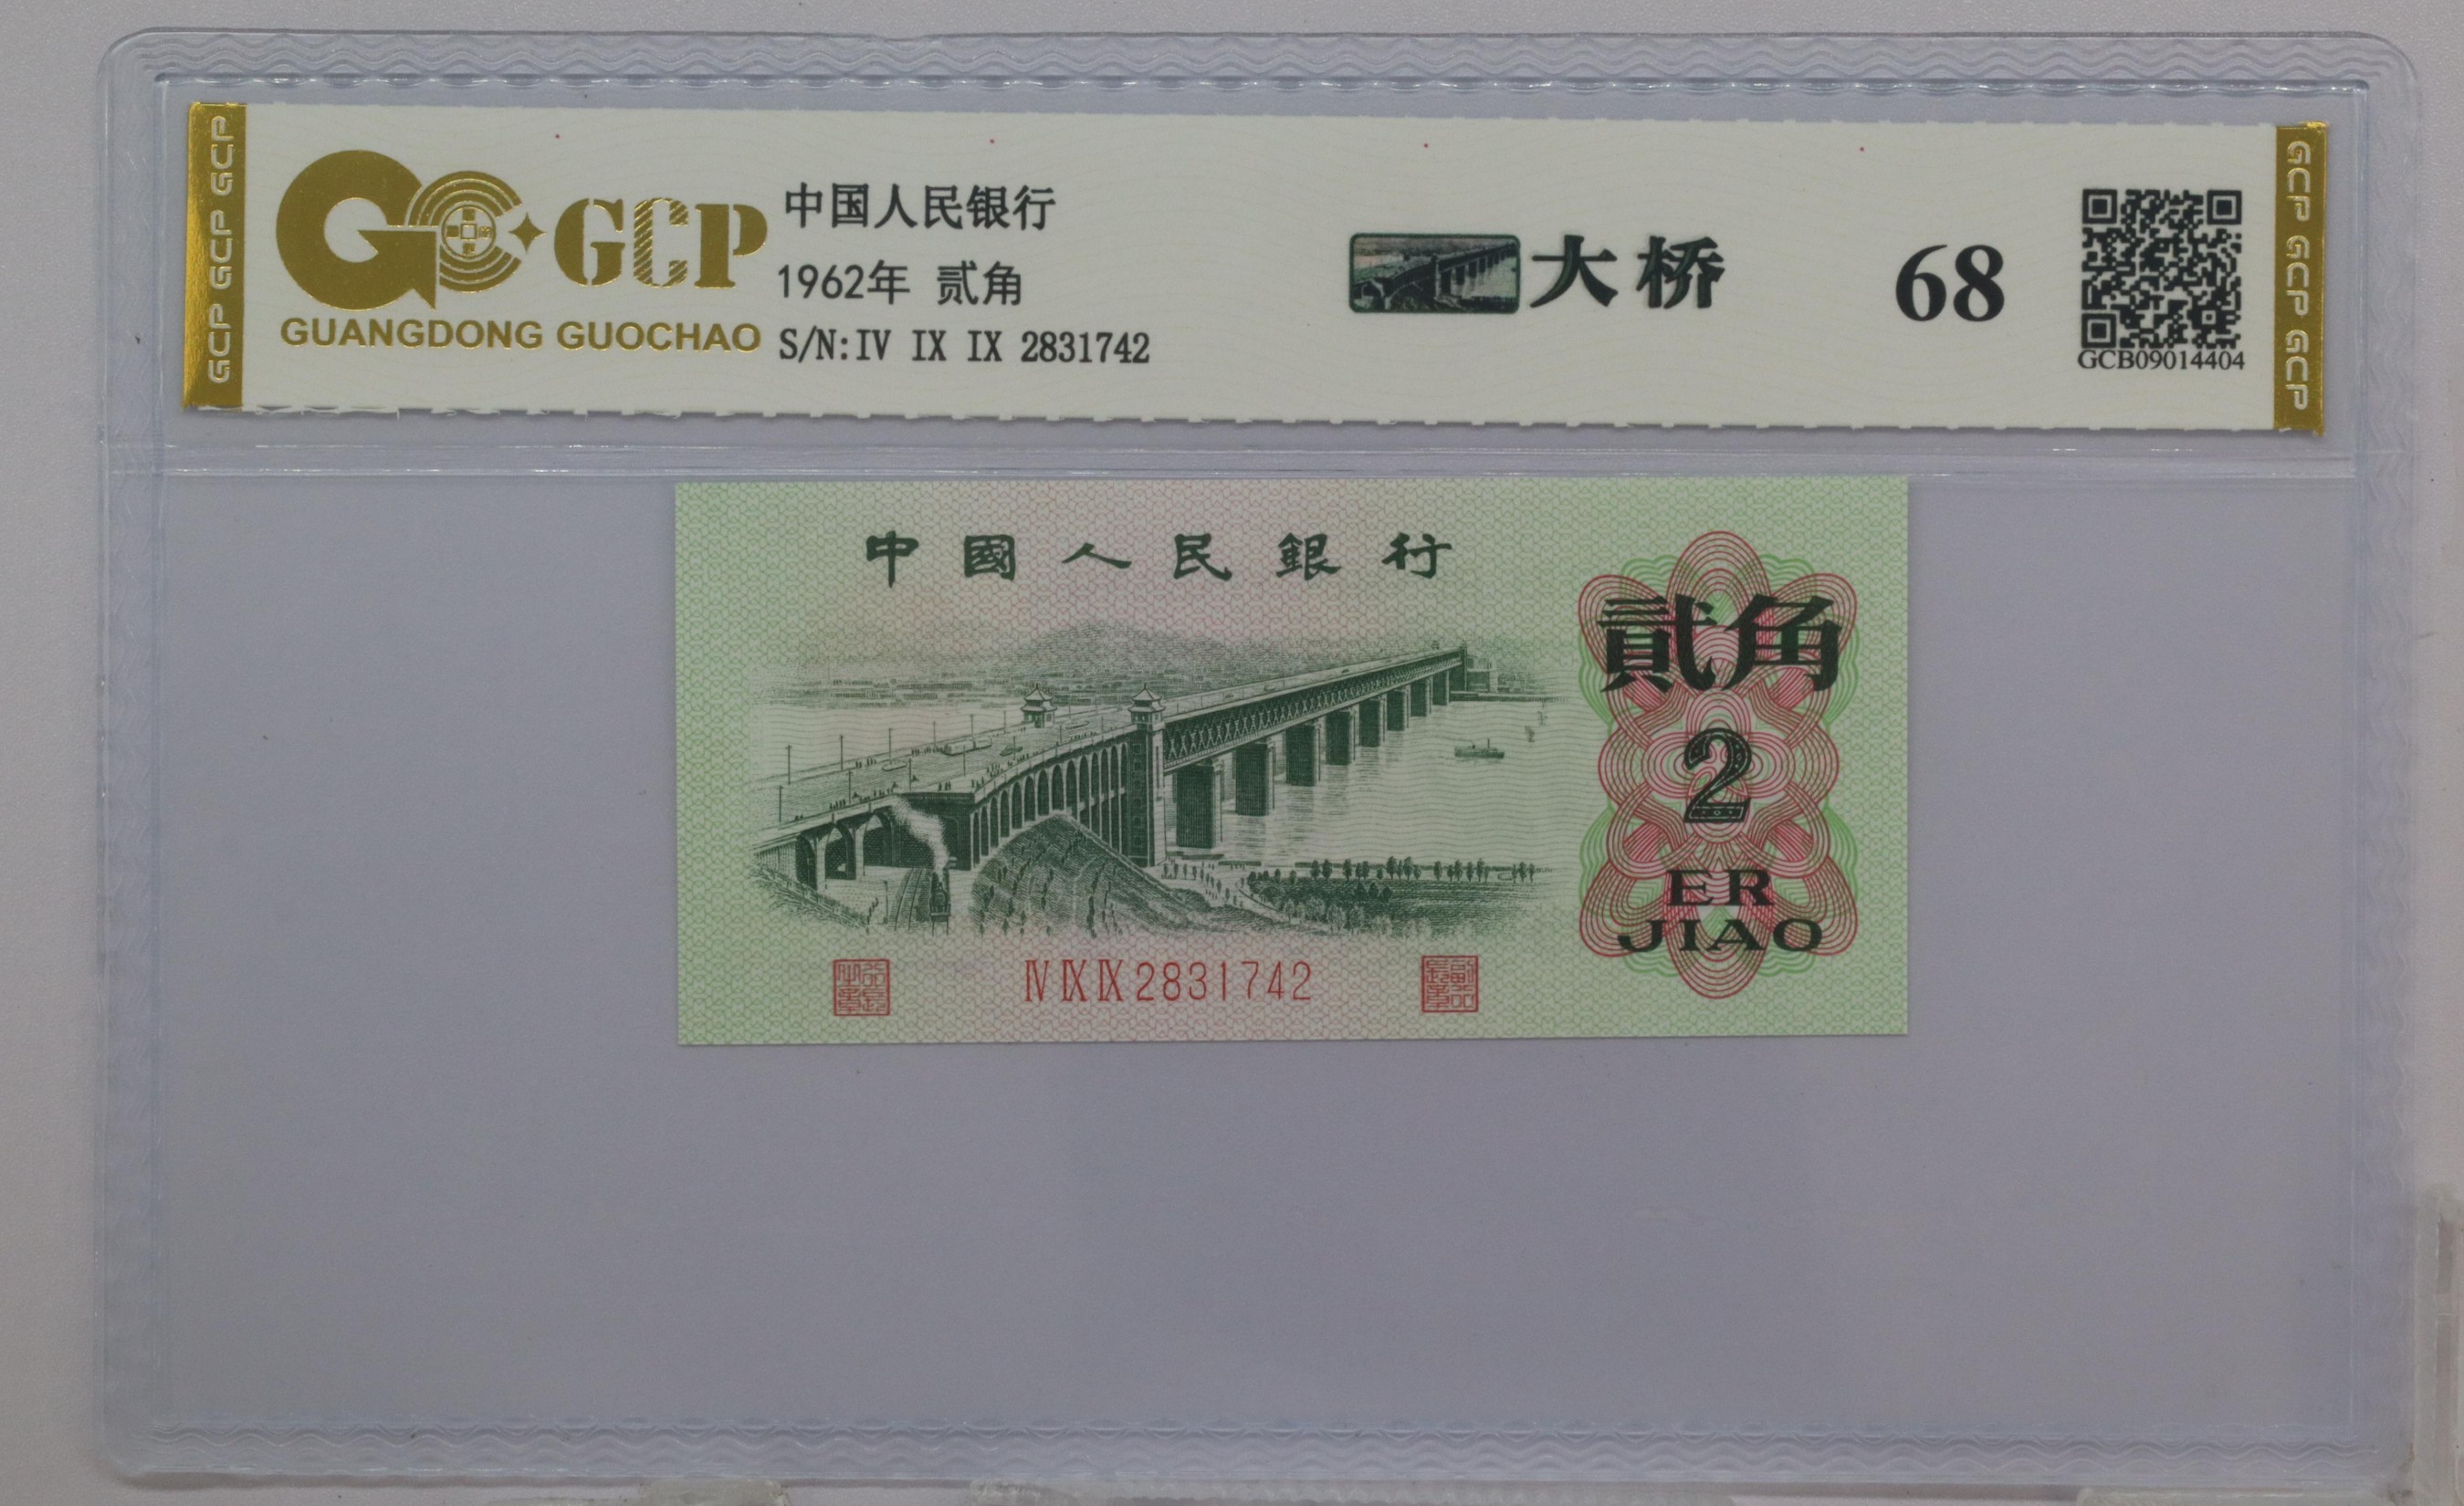 GCP GCP GCP
GCP
GUANGDONG GUOCHAO
中国人民银行
1962年 贰角
S/N:IV IX IX 2831742
大桥
68
GCB09014404
GCP GCP GCP
中國人民銀行
貳角
2
ER
JIAO
Ⅳ Ⅸ Ⅸ 2831742